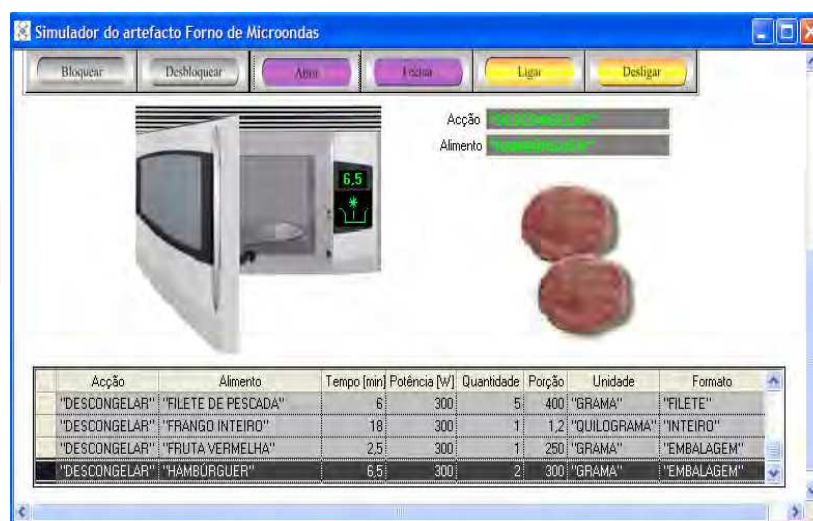 Simulador do artefacto Forno de Microondas
Bloquear Desbloquear Abrir Fechar Ligar Desligar
Acção "DESCONGELAR"
Alimento "HAMBÚRGUER"
6,5
Acção Alimento Tempo [min] Potência [W] Quantidade Porção Unidade Formato
"DESCONGELAR" "FILETE DE PESCADA" 6 300 5 400 "GRAMA" "FILETE"
"DESCONGELAR" "FRANGO INTEIRO" 18 300 1 1,2 "QUILOGRAMA" "INTEIRO"
"DESCONGELAR" "FRUTA VERMELHA" 2,5 300 1 250 "GRAMA" "EMBALAGEM"
"DESCONGELAR" "HAMBÚRGUER" 6,5 300 2 300 "GRAMA" "EMBALAGEM"